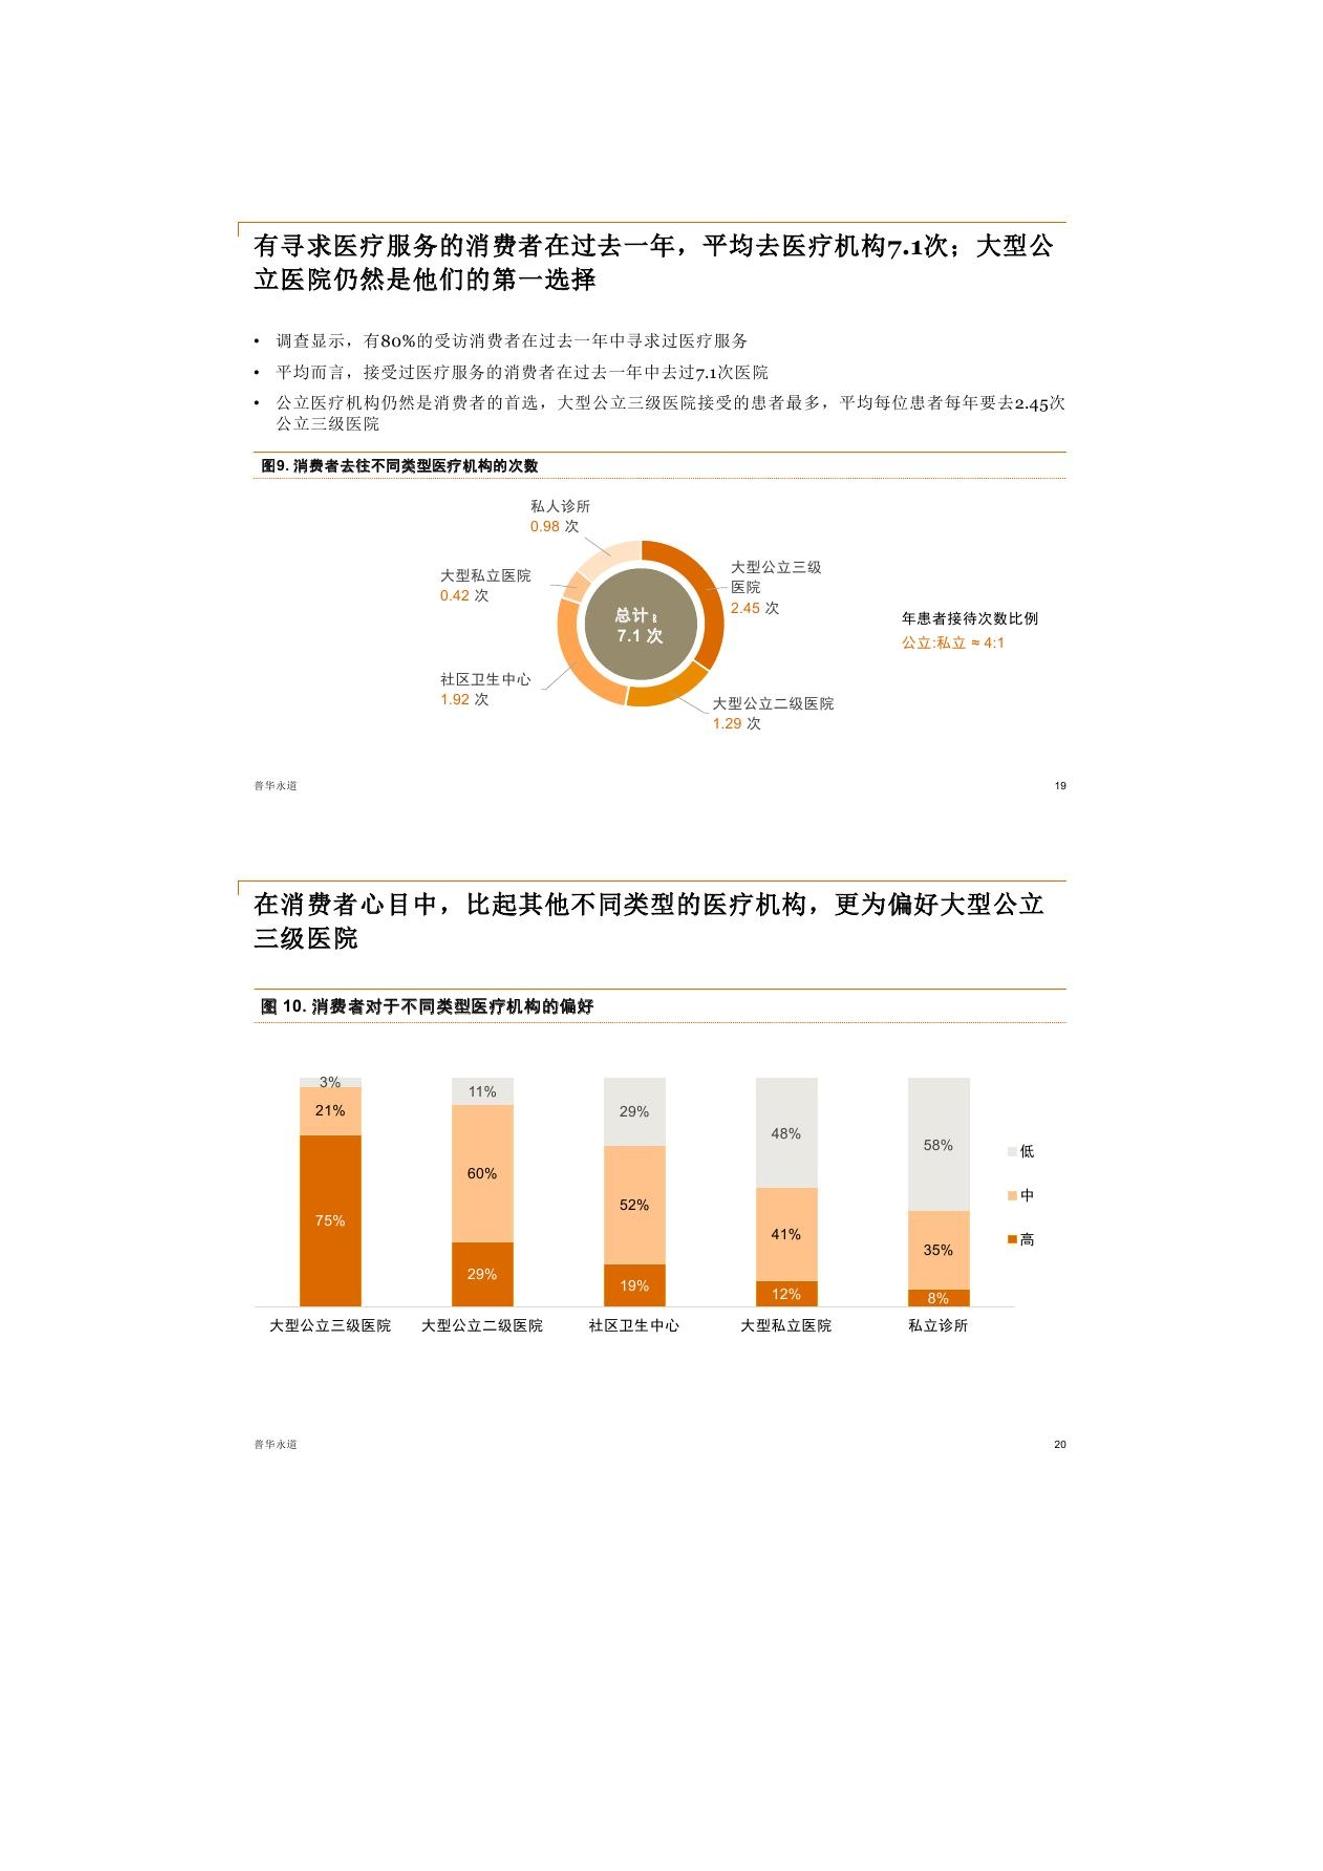 有寻求医疗服务的消费者在过去一年，平均去医疗机构7.1次；大型公
立医院仍然是他们的第一选择
• 调查显示，有80%的受访消费者在过去一年中寻求过医疗服务
• 平均而言，接受过医疗服务的消费者在过去一年中去过7.1次医院
• 公立医疗机构仍然是消费者的首选，大型公立三级医院接受的患者最多，平均每位患者每年要去2.45次
公立三级医院
图9. 消费者去往不同类型医疗机构的次数
私人诊所
0.98 次
大型私立医院
0.42 次
社区卫生中心
1.92 次
总计：
7.1 次
大型公立三级
医院
2.45 次
大型公立二级医院
1.29 次
年患者接待次数比例
公立:私立 ≈ 4:1
普华永道
19
在消费者心目中，比起其他不同类型的医疗机构，更为偏好大型公立
三级医院
图 10. 消费者对于不同类型医疗机构的偏好
3%
21%
75%
11%
60%
29%
29%
52%
19%
48%
41%
12%
58%
35%
8%
低
中
高
大型公立三级医院
大型公立二级医院
社区卫生中心
大型私立医院
私立诊所
普华永道
20